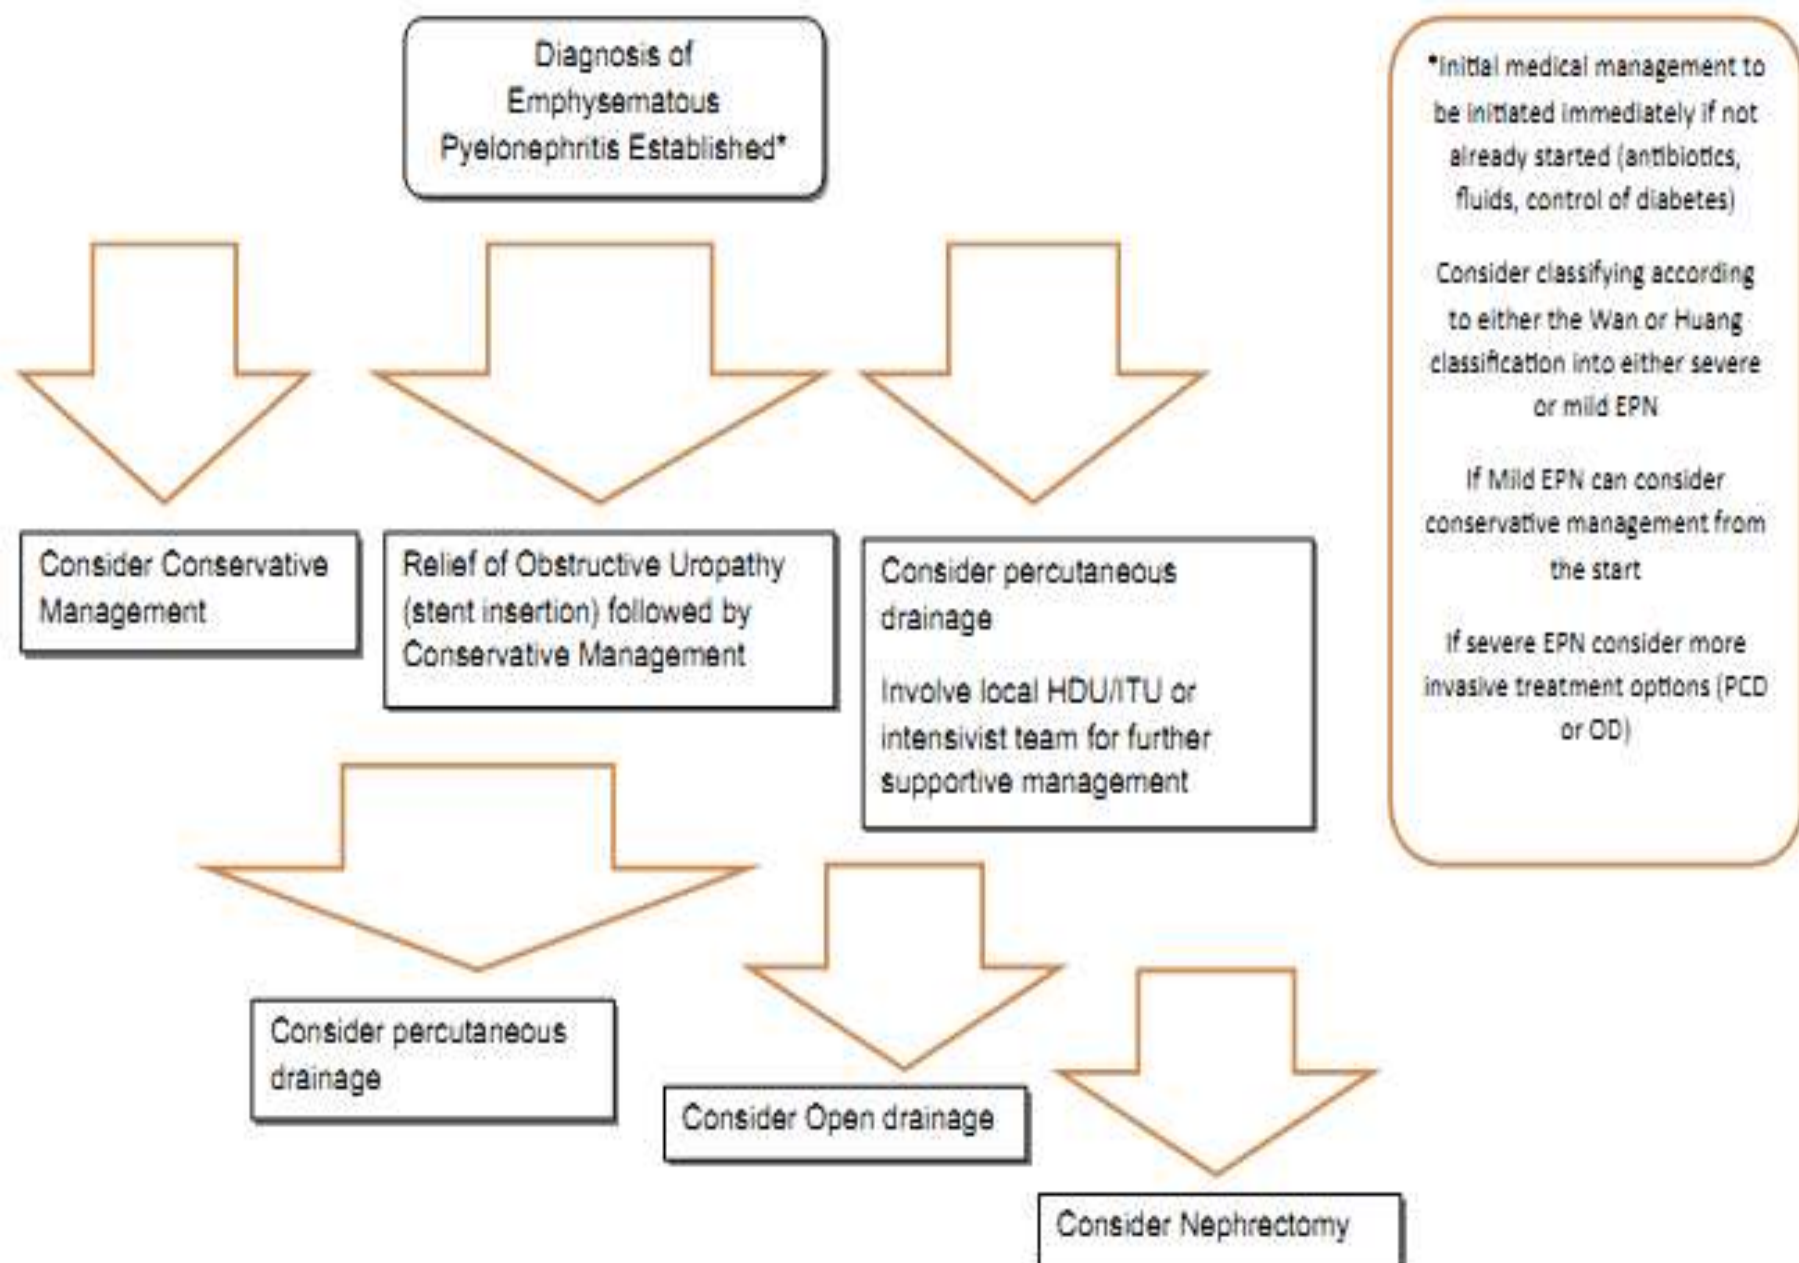 Diagnosis of
Emphysematous
Pyelonephritis Established*
*Initial medical management to
be initiated immediately if not
already started (antibiotics,
fluids, control of diabetes)
Consider classifying according
to either the Wan or Huang
classification into either severe
or mild EPN
If Mild EPN can consider
conservative management from
the start
If severe EPN consider more
invasive treatment options (PCD
or OD)
Consider Conservative
Management
Relief of Obstructive Uropathy
(stent insertion) followed by
Conservative Management
Consider percutaneous
drainage
Involve local HDU/ITU or
intensivist team for further
supportive management
Consider percutaneous
drainage
Consider Open drainage
Consider Nephrectomy